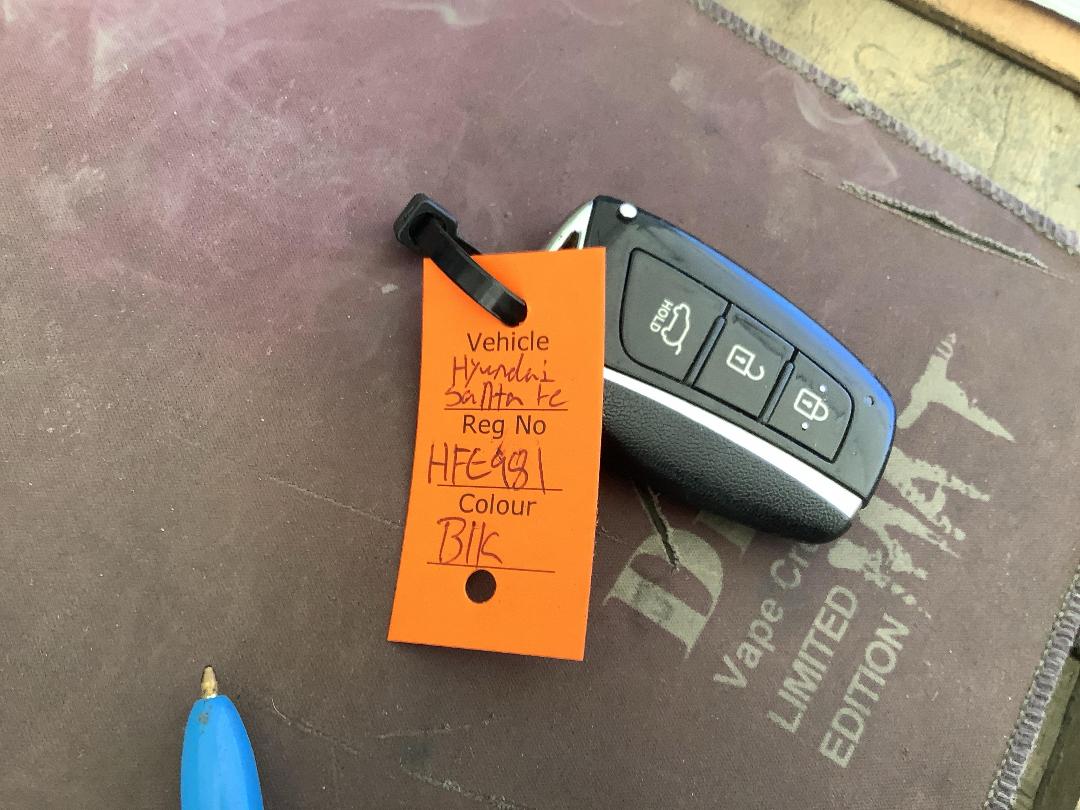 Vehicle
Hyundai
Santa Fe
Reg No
HFE981
Colour
Blk
HOLD
Vape
LIMITED
EDITION